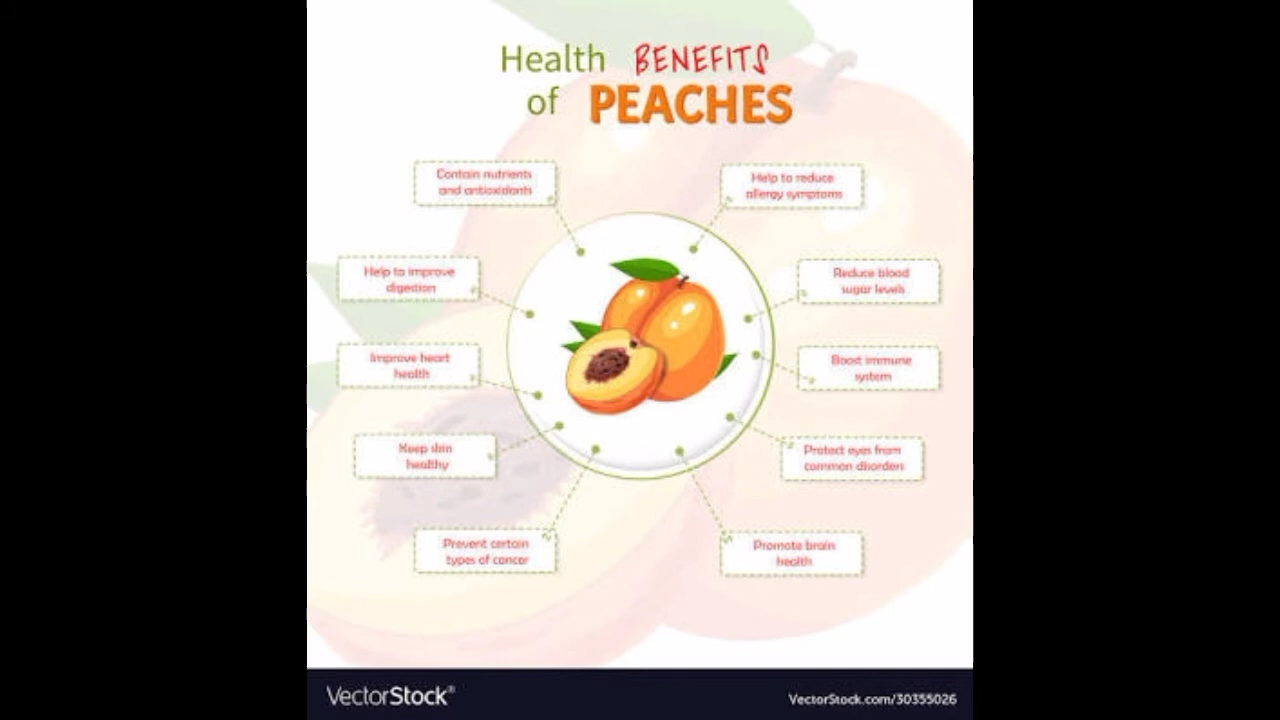 Health BENEFITS
of PEACHES
Contain nutrients
and antioxidants
Help to reduce
allergy symptoms
Help to improve
digestion
Reduce blood
sugar levels
Improve heart
health
Boost immune
system
Keep skin
healthy
Protect eyes from
common disorders
Prevent certain
types of cancer
Promote brain
health
VectorStock®
VectorStock.com/30355026